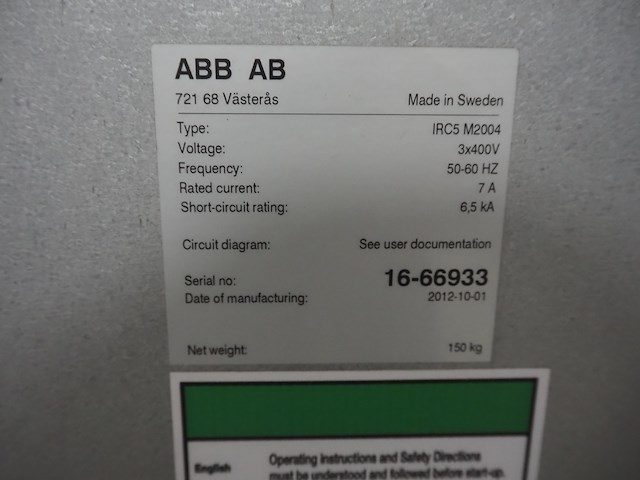 ABB AB
721 68 Västerås Made in Sweden
Type: IRC5 M2004
Voltage: 3x400V
Frequency: 50-60 HZ
Rated current: 7 A
Short-circuit rating: 6,5 kA
Circuit diagram: See user documentation
Serial no: 16-66933
Date of manufacturing: 2012-10-01
Net weight: 150 kg
English Operating Instructions and Safety Directions
must be understood and followed before start-up.